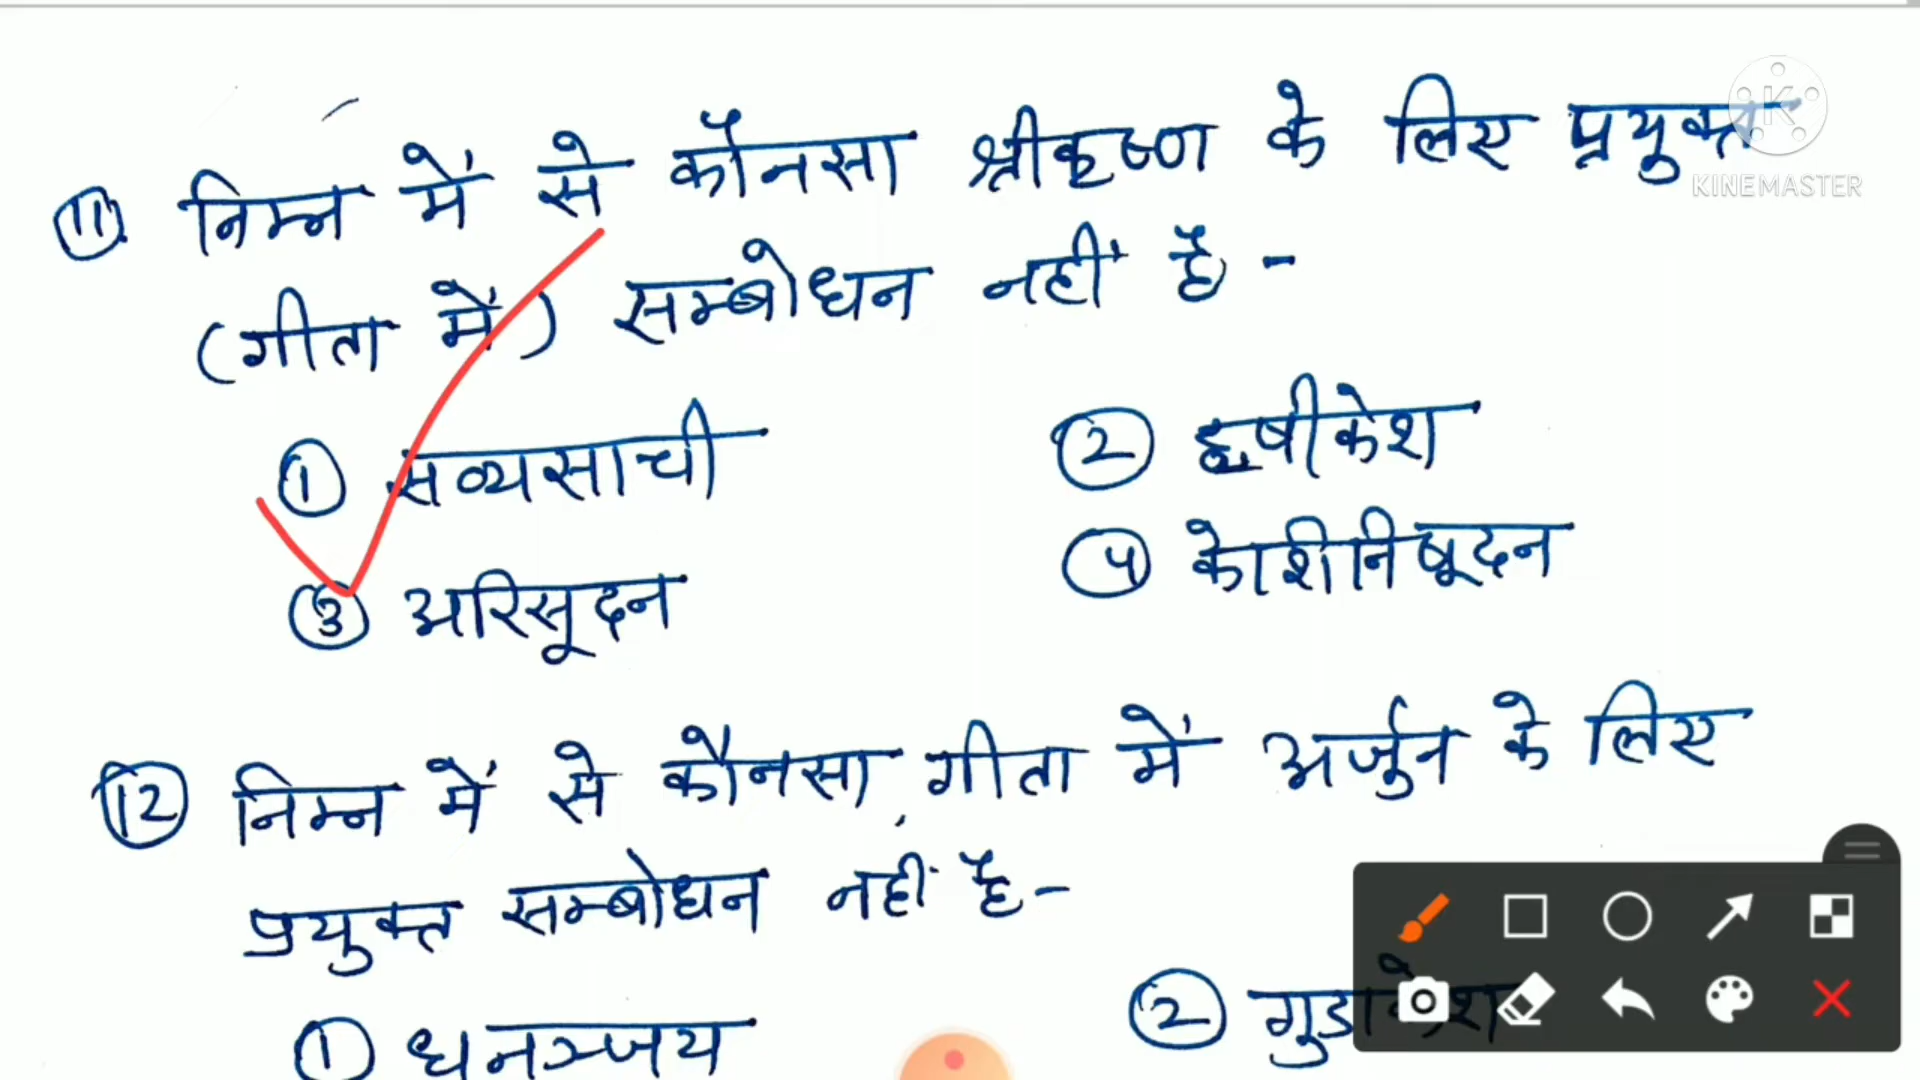 ⑪ निम्न में से कौनसा श्रीकृष्ण के लिए प्रयुक्त
KINEMASTER
(गीता में) सम्बोधन नहीं है -
① सव्यसाची ② हृषीकेश
③ अरिसूदन ④ केशिनिषूदन
⑫ निम्न में से कौनसा गीता में अर्जुन के लिए
प्रयुक्त सम्बोधन नहीं है -
① धनञ्जय ② गुडाकेश